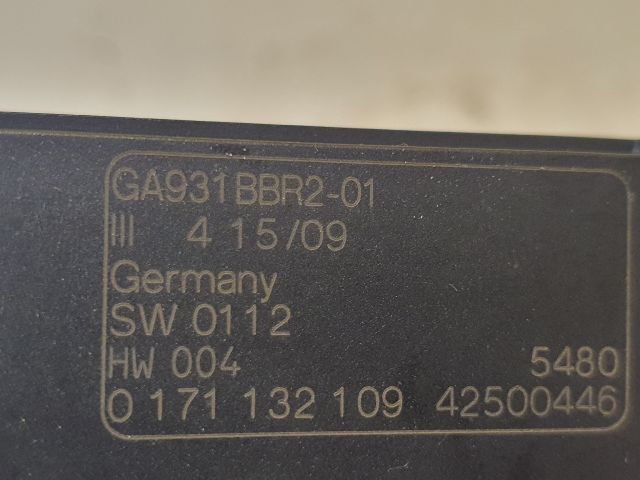 GA931BBR2-01
III 4 15/09
Germany
SW 0112
HW 004 5480
0 171 132 109 42500446